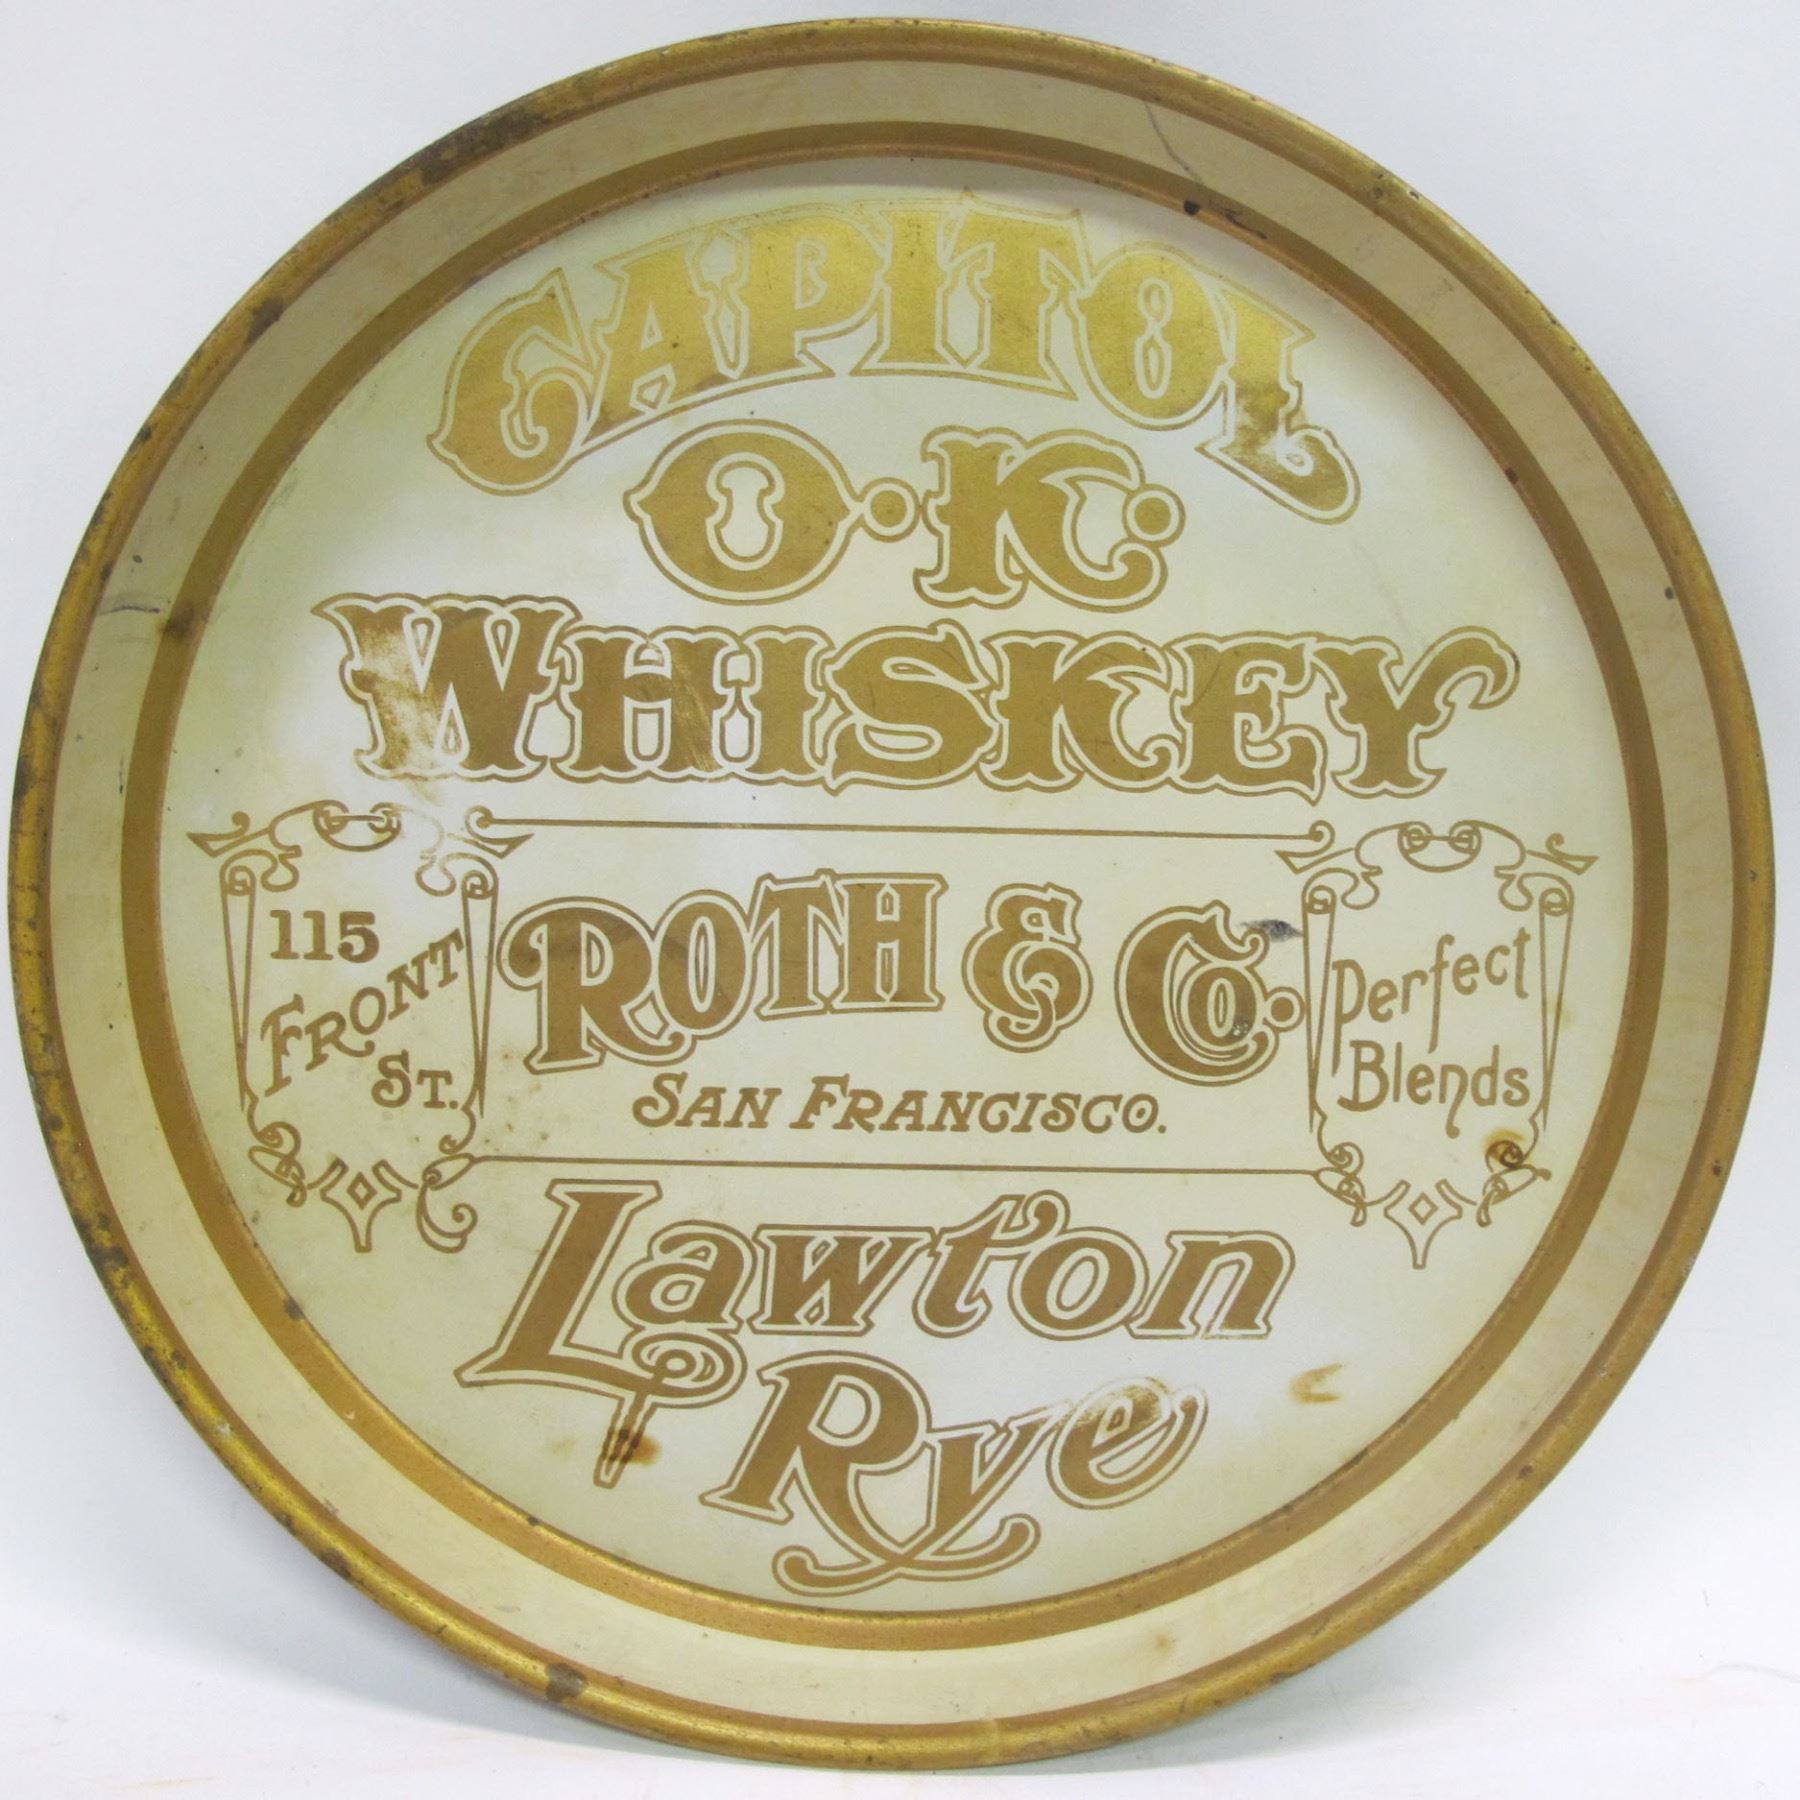 CAPITOL
O.K.
WHISKEY
115
FRONT
ST.
ROTH & CO.
SAN FRANCISCO.
Perfect
Blends
Lawton
Rye